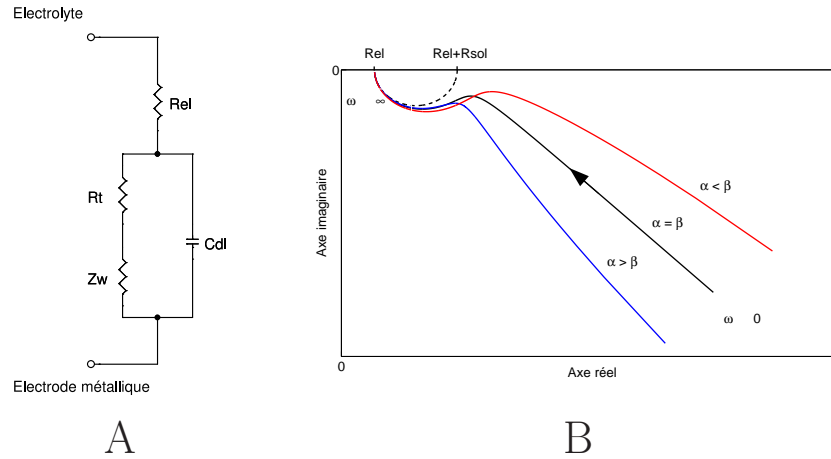 Electrolyte
Rel
Rt
Cdl
Zw
Electrode métallique
A
Rel
Rel+Rsol
0
ω ∞
α < β
α = β
α > β
ω 0
Axe imaginaire
0
Axe réel
B